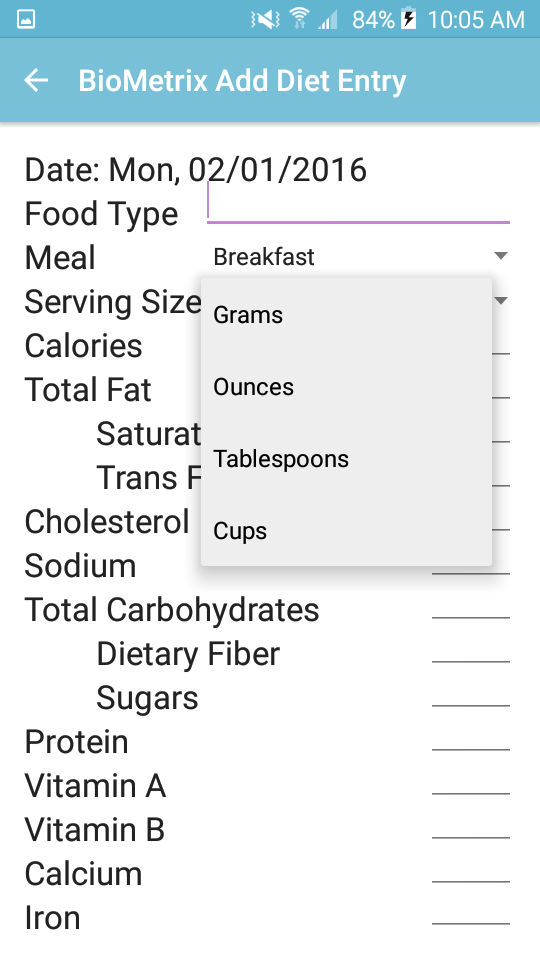 84% 10:05 AM
BioMetrix Add Diet Entry
Date: Mon, 02/01/2016
Food Type
Meal Breakfast
Serving Size
Grams
Calories
Ounces
Total Fat
Saturat
Tablespoons
Trans F
Cholesterol
Cups
Sodium
Total Carbohydrates
Dietary Fiber
Sugars
Protein
Vitamin A
Vitamin B
Calcium
Iron